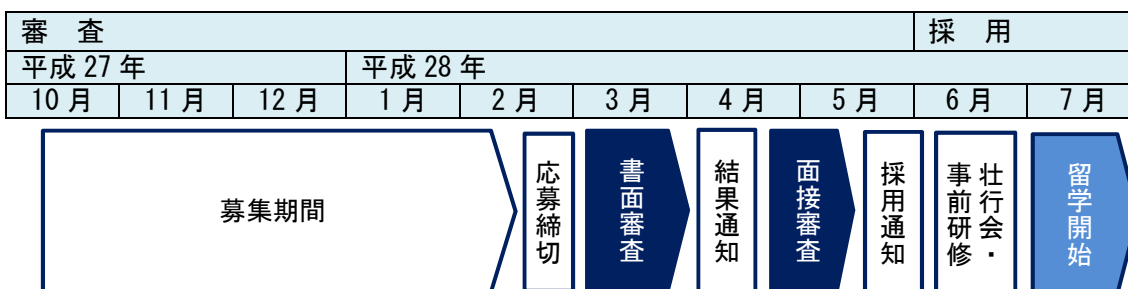 審　査
採　用
平成 27 年
平成 28 年
10 月
11 月
12 月
1 月
2 月
3 月
4 月
5 月
6 月
7 月
募集期間
応募締切
書面審査
結果通知
面接審査
採用通知
壮行会・
事前研修
留学開始